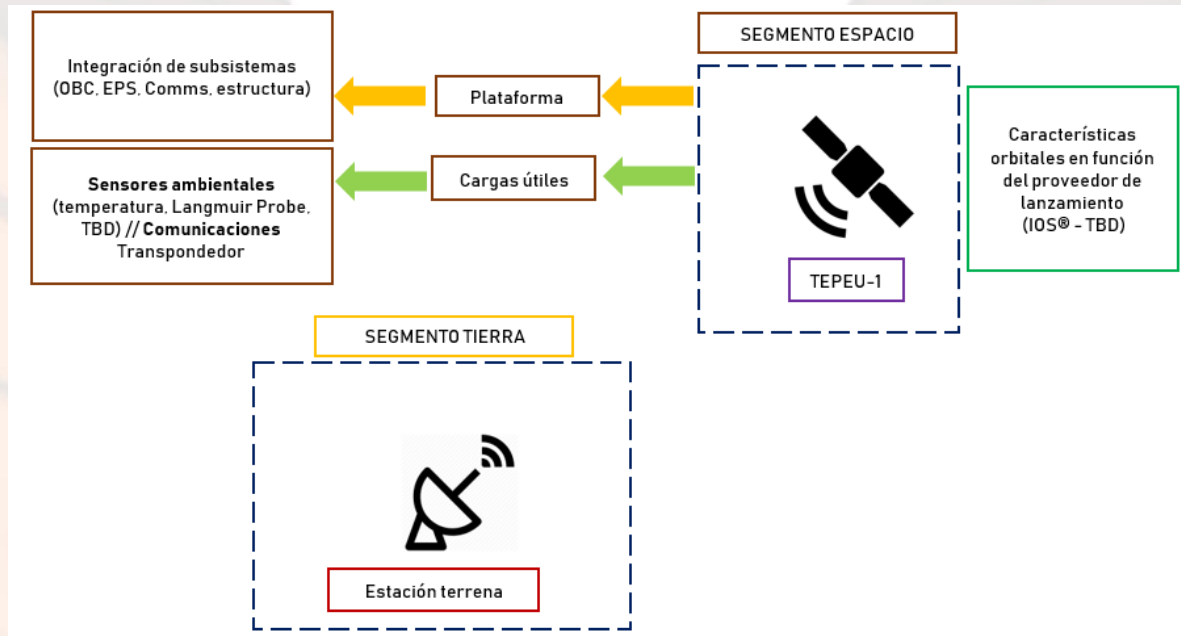 SEGMENTO ESPACIO
Integración de subsistemas
(OBC, EPS, Comms, estructura)
Plataforma
Sensores ambientales
(temperatura, Langmuir Probe,
TBD) // Comunicaciones
Transpondedor
Cargas útiles
TEPEU-1
Características
orbitales en función
del proveedor de
lanzamiento
(IOS® - TBD)
SEGMENTO TIERRA
Estación terrena